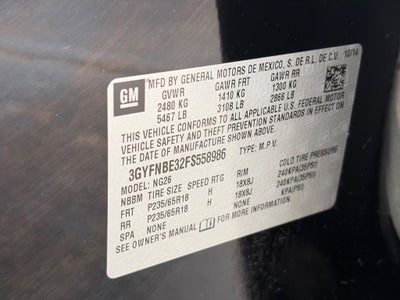 GM
MFD BY GENERAL MOTORS DE MEXICO, S. DE R.L. DE C.V. 10/14
GVWR GAWR FRT GAWR RR
2480 KG 1410 KG 1300 KG
5467 LB 3108 LB 2866 LB
THIS VEHICLE CONFORMS TO ALL APPLICABLE U.S. FEDERAL
MOTOR VEHICLE SAFETY STANDARDS IN EFFECT ON
THE DATE OF MANUFACTURE SHOWN ABOVE.
3GYFNBE32FS558986 TYPE: M.P.V.
MODEL: NG26
NBBM TIRE SIZE SPEED RTG RIM COLD TIRE PRESSURE
FRT P235/65R18 H 18X8J 240KPA(35PSI)
RR P235/65R18 H 18X8J 240KPA(35PSI)
SPA NONE NONE NONE KPA(PSI)
SEE OWNER'S MANUAL FOR MORE INFORMATION.